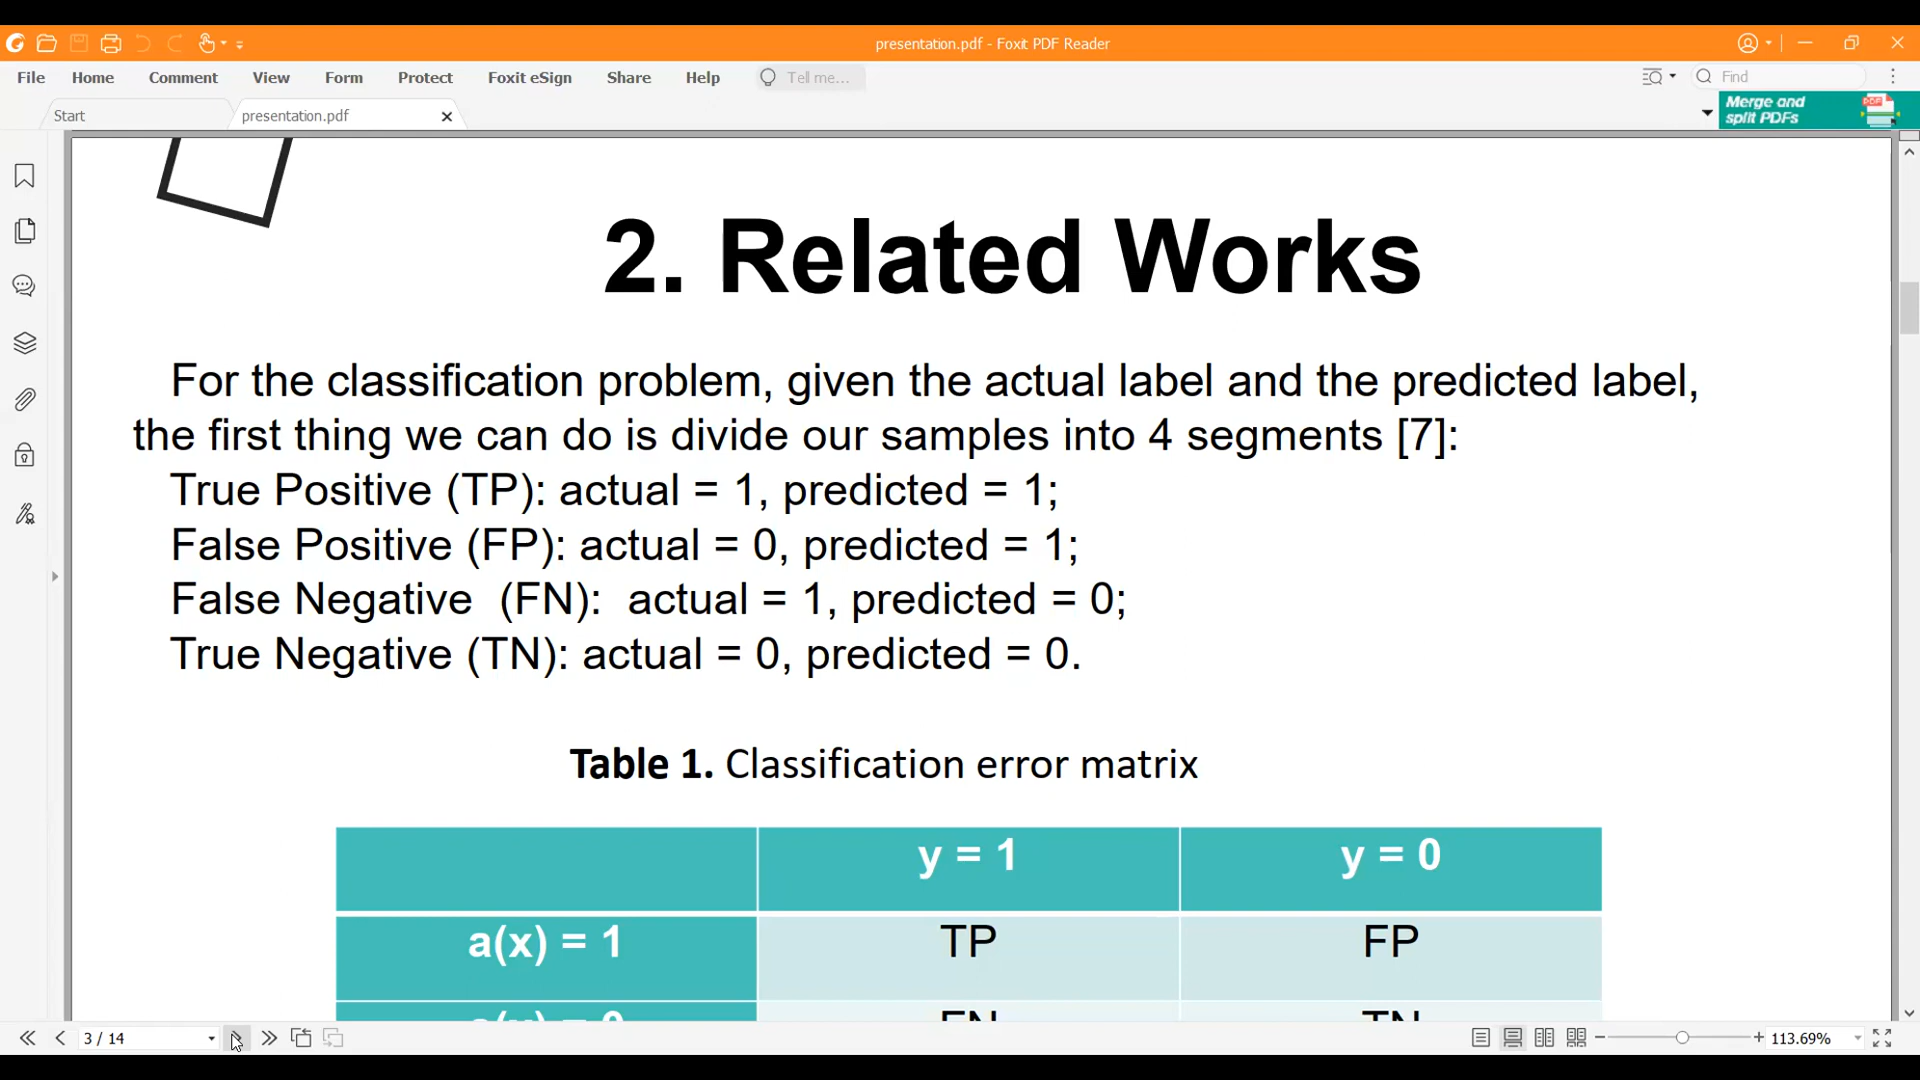 presentation.pdf - Foxit PDF Reader
File Home Comment View Form Protect Foxit eSign Share Help Tell me... Find
Start presentation.pdf
Merge and
split PDFs
2. Related Works
For the classification problem, given the actual label and the predicted label,
the first thing we can do is divide our samples into 4 segments [7]:
True Positive (TP): actual = 1, predicted = 1;
False Positive (FP): actual = 0, predicted = 1;
False Negative (FN): actual = 1, predicted = 0;
True Negative (TN): actual = 0, predicted = 0.
Table 1. Classification error matrix
y = 1 y = 0
a(x) = 1 TP FP
a(x) = 0 FN TN
3 / 14 113.69%